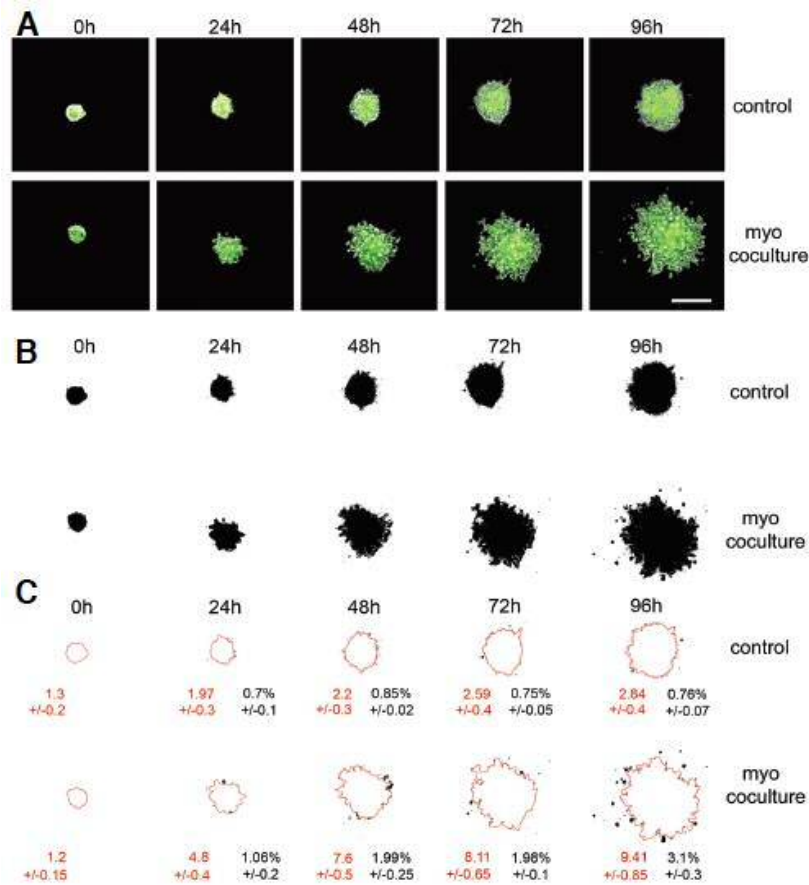 A
0h 24h 48h 72h 96h
control
myo
coculture
B
0h 24h 48h 72h 96h
control
myo
coculture
C
0h 24h 48h 72h 96h
control
1.3 1.97 0.7% 2.2 0.85% 2.59 0.75% 2.84 0.76%
+/-0.2 +/-0.3 +/-0.1 +/-0.3 +/-0.02 +/-0.4 +/-0.05 +/-0.4 +/-0.07
myo
coculture
1.2 4.8 1.06% 7.6 1.99% 8.11 1.98% 9.41 3.1%
+/-0.15 +/-0.4 +/-0.2 +/-0.5 +/-0.25 +/-0.65 +/-0.1 +/-0.85 +/-0.3